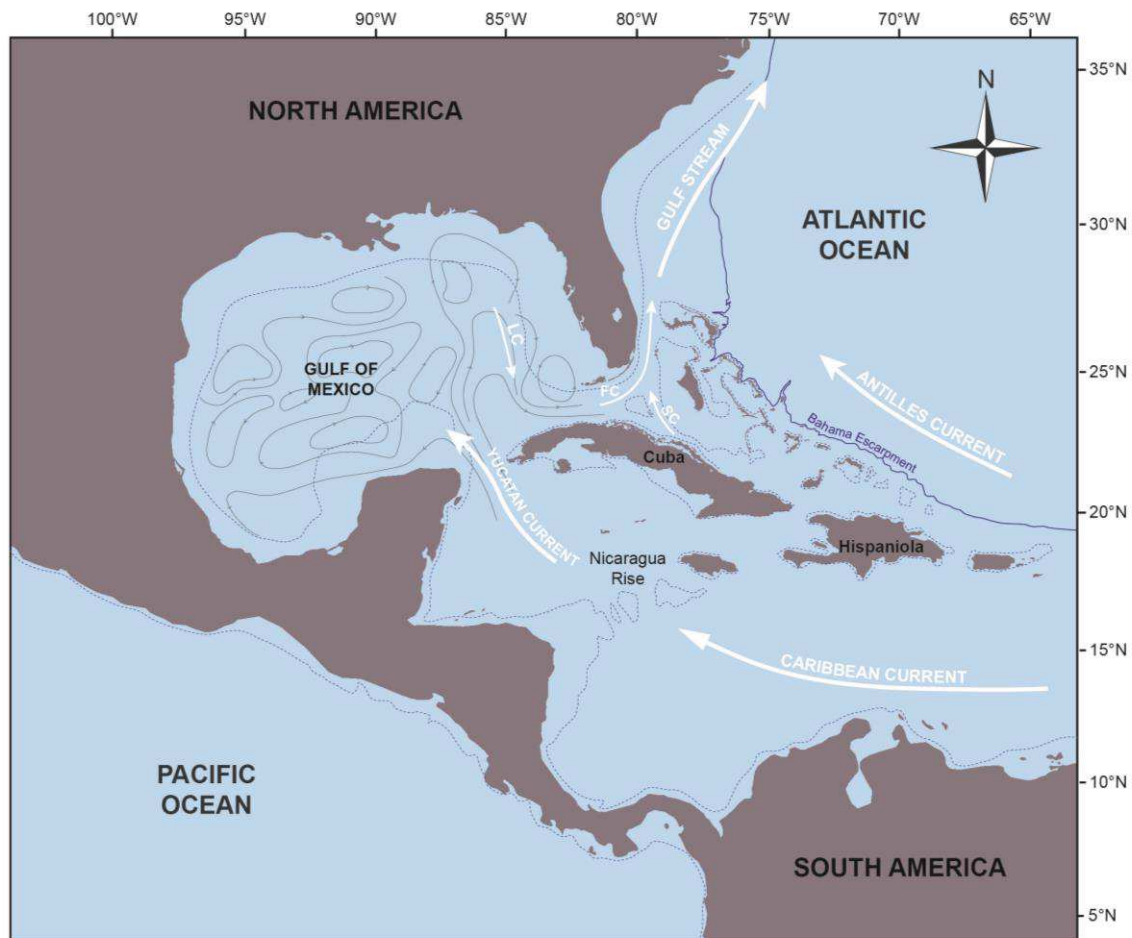 100°W 95°W 90°W 85°W 80°W 75°W 70°W 65°W
35°N
N
NORTH AMERICA
GULF STREAM
ATLANTIC
OCEAN
30°N
LC
GULF OF
MEXICO
25°N
FC
SC
ANTILLES CURRENT
Bahama Escarpment
Cuba
YUCATAN CURRENT
20°N
Hispaniola
Nicaragua
Rise
15°N
CARIBBEAN CURRENT
PACIFIC
OCEAN
10°N
SOUTH AMERICA
5°N